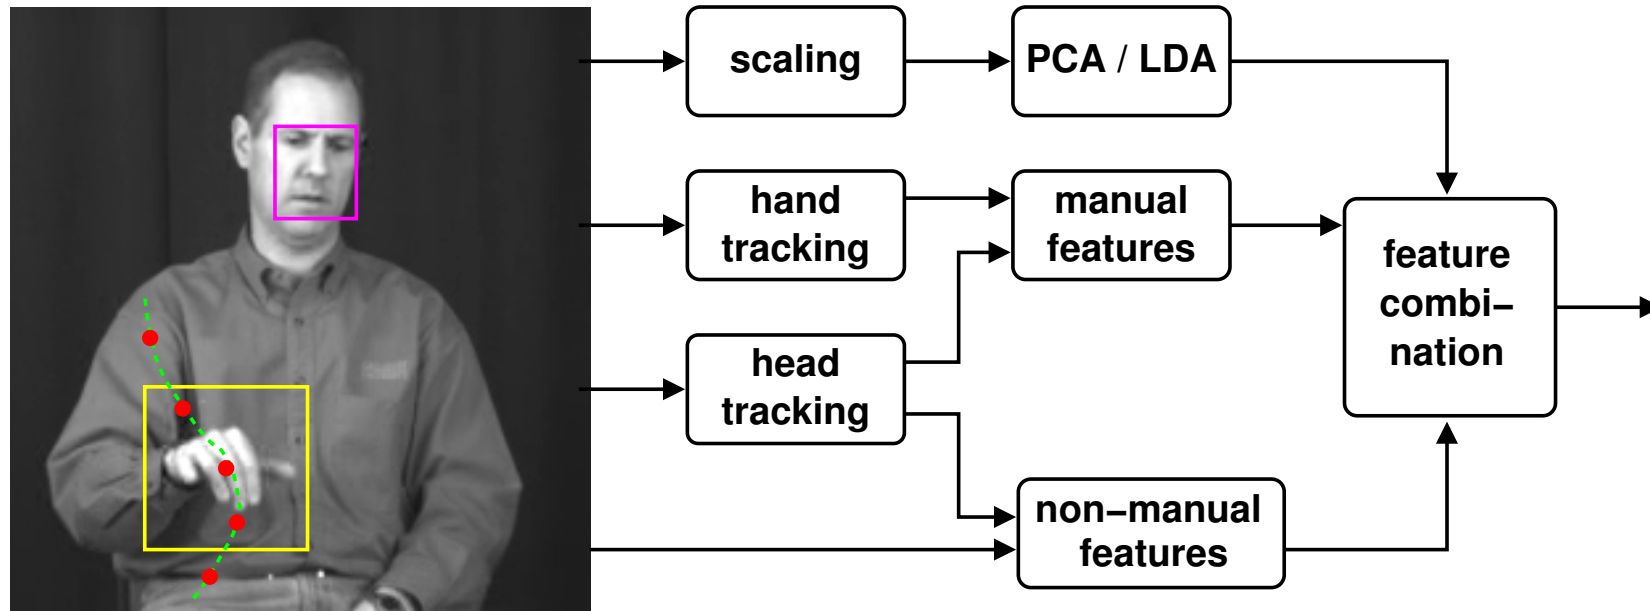 scaling
PCA / LDA
hand
tracking
manual
features
head
tracking
non−manual
features
feature
combi−
nation